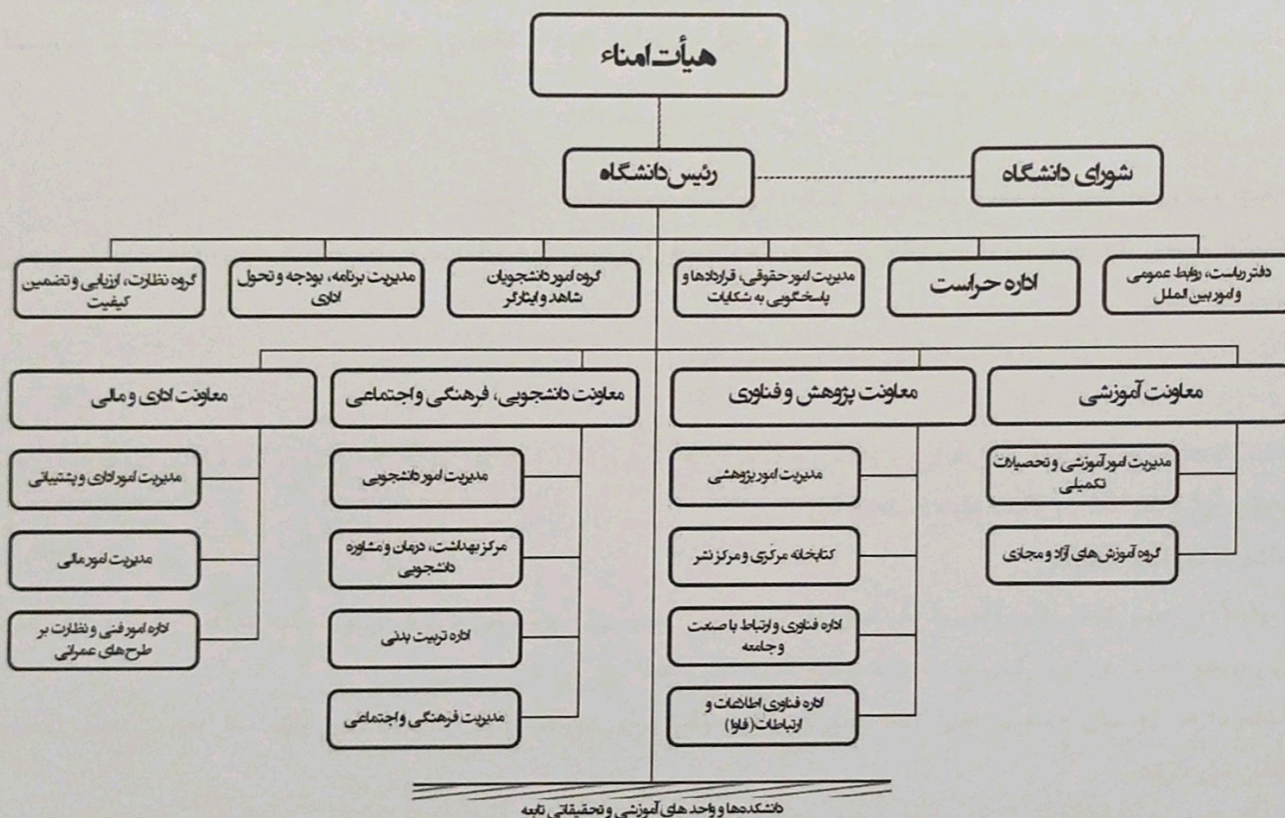 هیأت امناء
رئیس دانشگاه
شورای دانشگاه
دفتر ریاست، روابط عمومی
و امور بین الملل
اداره حراست
مدیریت امور حقوقی، قراردادها و
پاسخگویی به شکایات
گروه امور دانشجویان
شاهد و ایثارگر
مدیریت برنامه، بودجه و تحول
اداری
گروه نظارت، ارزیابی و تضمین
کیفیت
معاونت آموزشی
معاونت پژوهش و فناوری
معاونت دانشجویی، فرهنگی و اجتماعی
معاونت اداری و مالی
مدیریت امور آموزشی و تحصیلات
تکمیلی
گروه آموزش‌های آزاد و مجازی
مدیریت امور پژوهشی
کتابخانه مرکزی و مرکز نشر
اداره فناوری و ارتباط با صنعت
و جامعه
اداره فناوری اطلاعات و
ارتباطات(فاوا)
مدیریت امور دانشجویی
مرکز بهداشت، درمان و مشاوره
دانشجویی
اداره تربیت بدنی
مدیریت فرهنگی و اجتماعی
مدیریت امور اداری و پشتیبانی
مدیریت امور مالی
اداره امور فنی و نظارت بر
طرح‌های عمرانی
دانشکده‌ها و واحد های آموزشی و تحقیقاتی تابعه